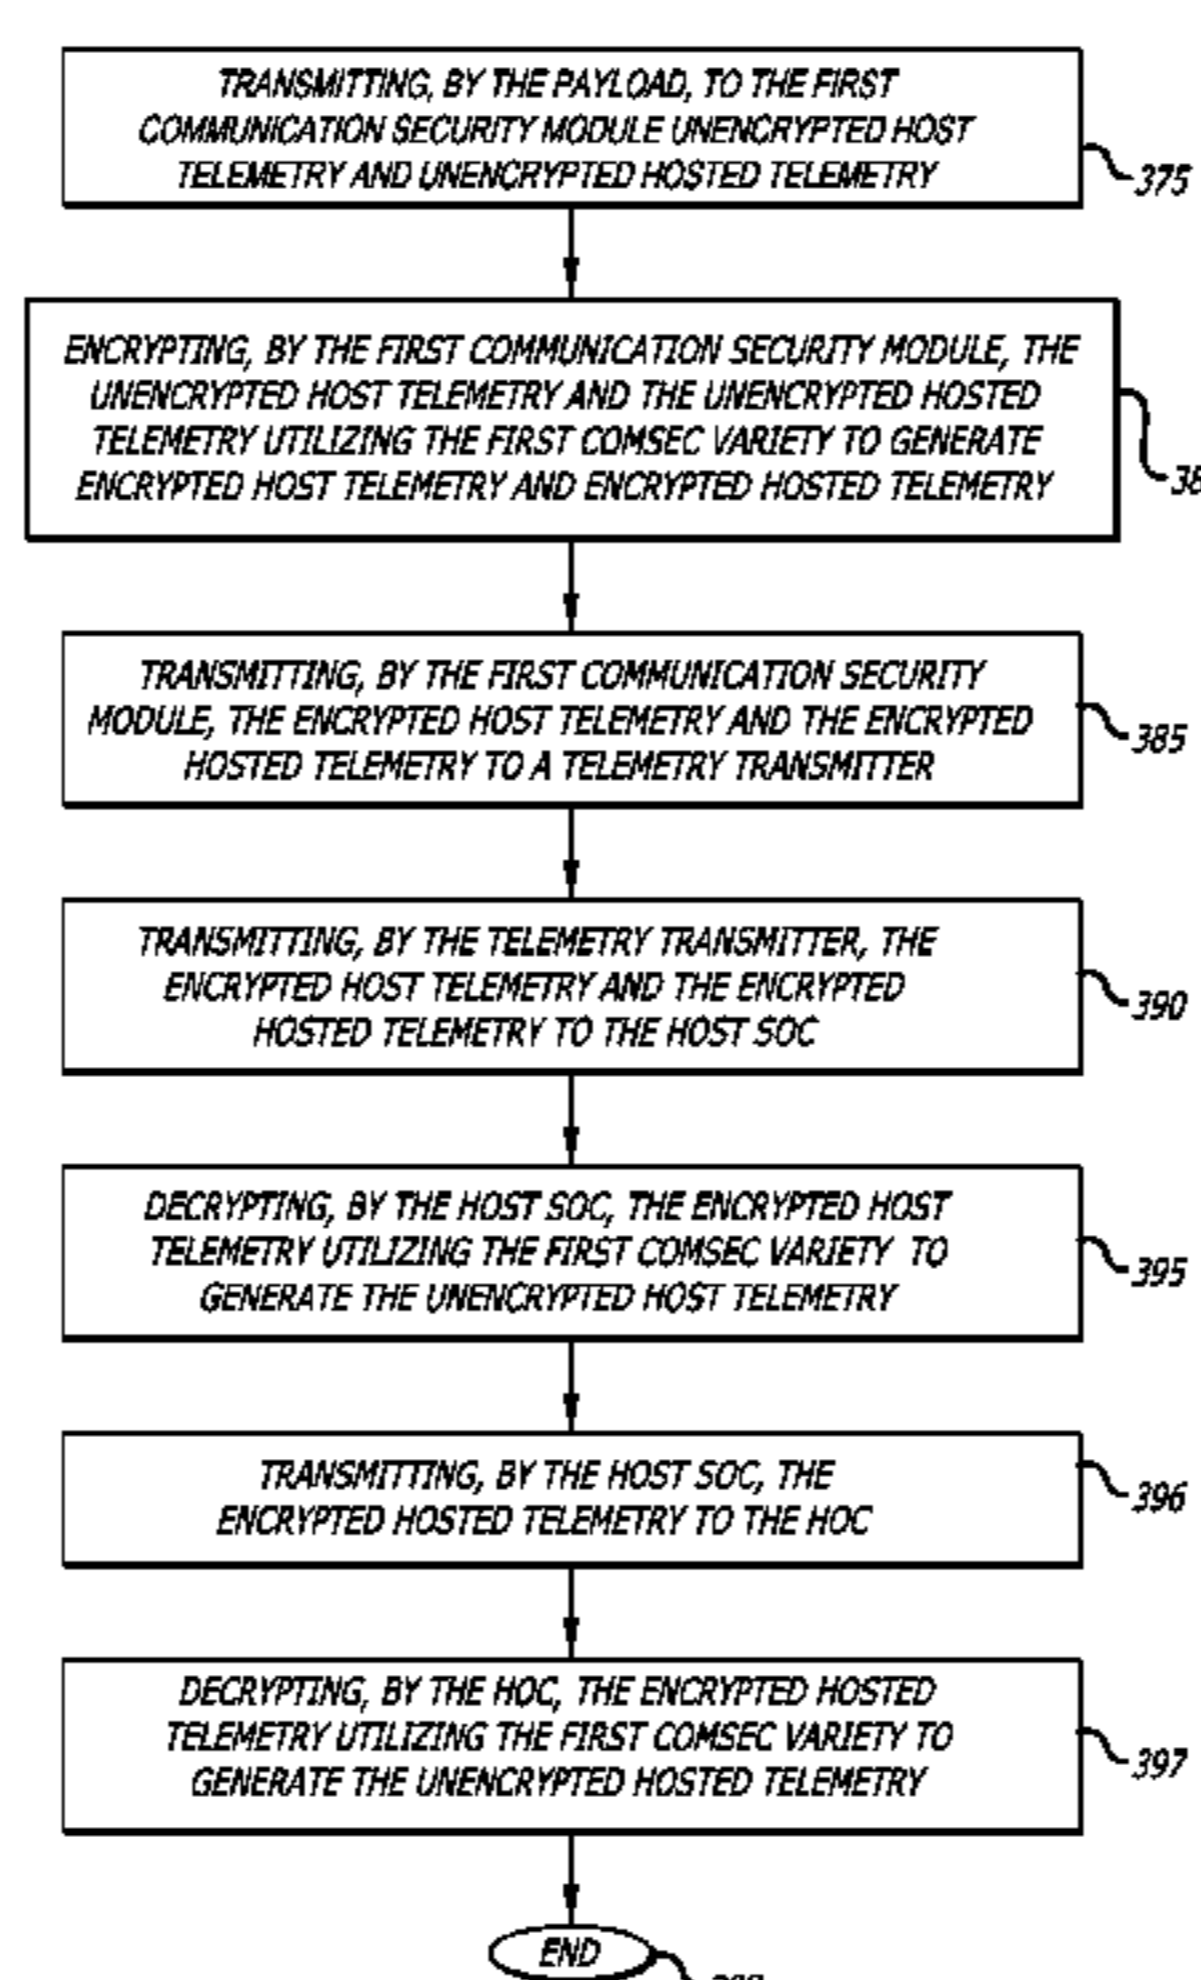 TRANSMITTING, BY THE PAYLOAD, TO THE FIRST
COMMUNICATION SECURITY MODULE UNENCRYPTED HOST
TELEMETRY AND UNENCRYPTED HOSTED TELEMETRY
375
ENCRYPTING, BY THE FIRST COMMUNICATION SECURITY MODULE, THE
UNENCRYPTED HOST TELEMETRY AND THE UNENCRYPTED HOSTED
TELEMETRY UTILIZING THE FIRST COMSEC VARIETY TO GENERATE
ENCRYPTED HOST TELEMETRY AND ENCRYPTED HOSTED TELEMETRY
TRANSMITTING, BY THE FIRST COMMUNICATION SECURITY
MODULE, THE ENCRYPTED HOST TELEMETRY AND THE ENCRYPTED
HOSTED TELEMETRY TO A TELEMETRY TRANSMITTER
385
TRANSMITTING, BY THE TELEMETRY TRANSMITTER, THE
ENCRYPTED HOST TELEMETRY AND THE ENCRYPTED
HOSTED TELEMETRY TO THE HOST SOC
390
DECRYPTING, BY THE HOST SOC, THE ENCRYPTED HOST
TELEMETRY UTILIZING THE FIRST COMSEC VARIETY TO
GENERATE THE UNENCRYPTED HOST TELEMETRY
395
TRANSMITTING, BY THE HOST SOC, THE
ENCRYPTED HOSTED TELEMETRY TO THE HOC
396
DECRYPTING, BY THE HOC, THE ENCRYPTED HOSTED
TELEMETRY UTILIZING THE FIRST COMSEC VARIETY TO
GENERATE THE UNENCRYPTED HOSTED TELEMETRY
397
END